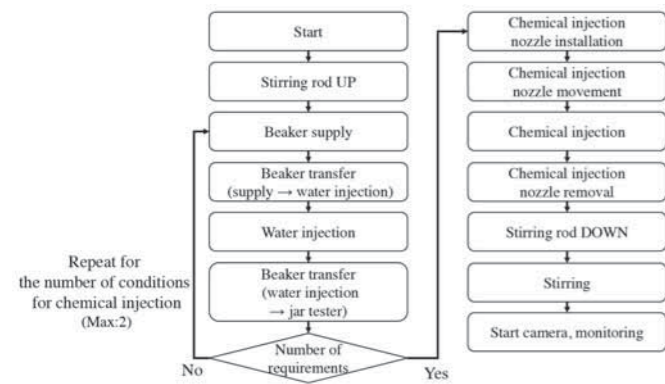 Start
Stirring rod UP
Beaker supply
Beaker transfer
(supply → water injection)
Water injection
Beaker transfer
(water injection
→ jar tester)
Number of
requirements
No
Yes
Repeat for
the number of conditions
for chemical injection
(Max:2)
Chemical injection
nozzle installation
Chemical injection
nozzle movement
Chemical injection
Chemical injection
nozzle removal
Stirring rod DOWN
Stirring
Start camera, monitoring